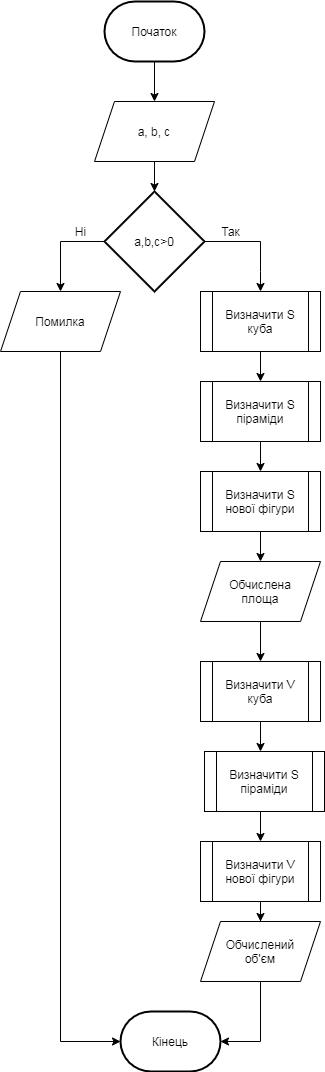 Початок
a, b, c
a,b,c>0
Ні
Так
Помилка
Визначити S
куба
Визначити S
піраміди
Визначити S
нової фігури
Обчислена
площа
Визначити V
куба
Визначити S
піраміди
Визначити V
нової фігури
Обчислений
об'єм
Кінець